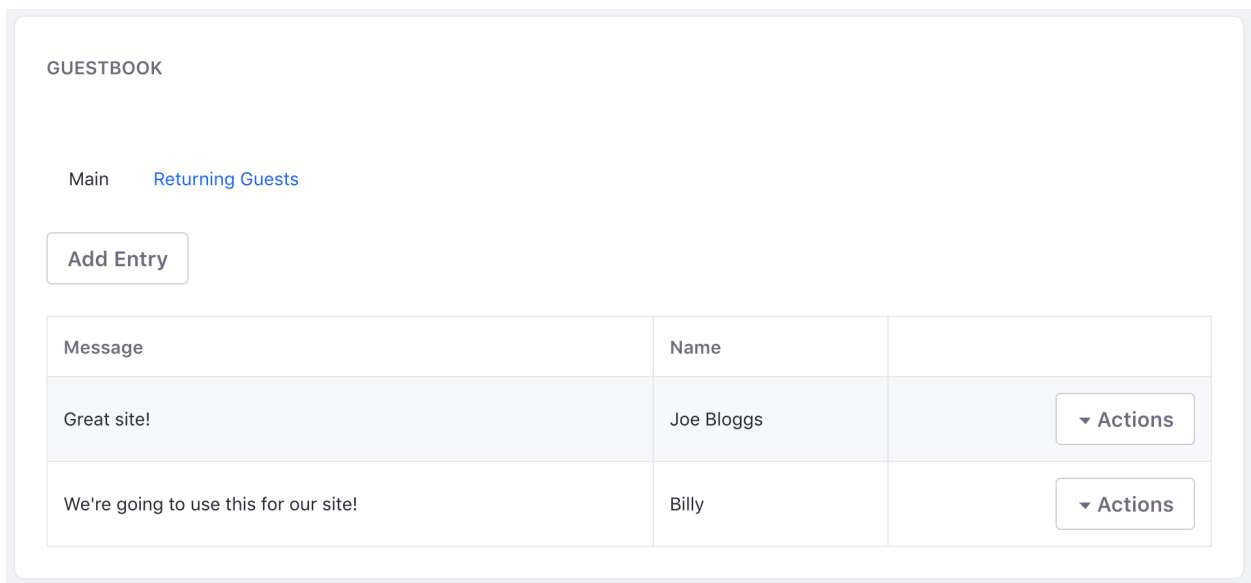 GUESTBOOK
Main Returning Guests
Add Entry
Message Name
Great site! Joe Bloggs Actions
We're going to use this for our site! Billy Actions